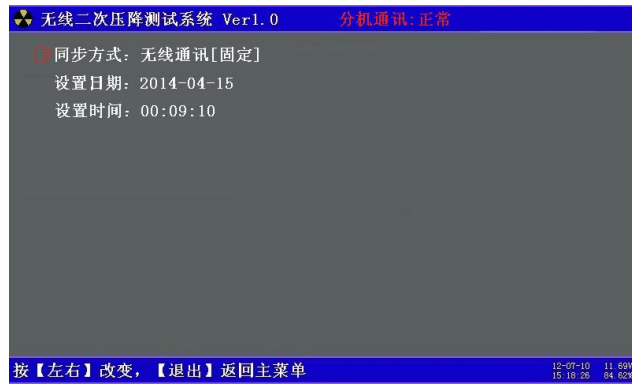 无线二次压降测试系统 Ver1.0 分机通讯:正常
同步方式：无线通讯[固定]
设置日期：2014-04-15
设置时间：00:09:10
按【左右】改变，【退出】返回主菜单
12-07-10 11.69V
15:18:26 84.62%